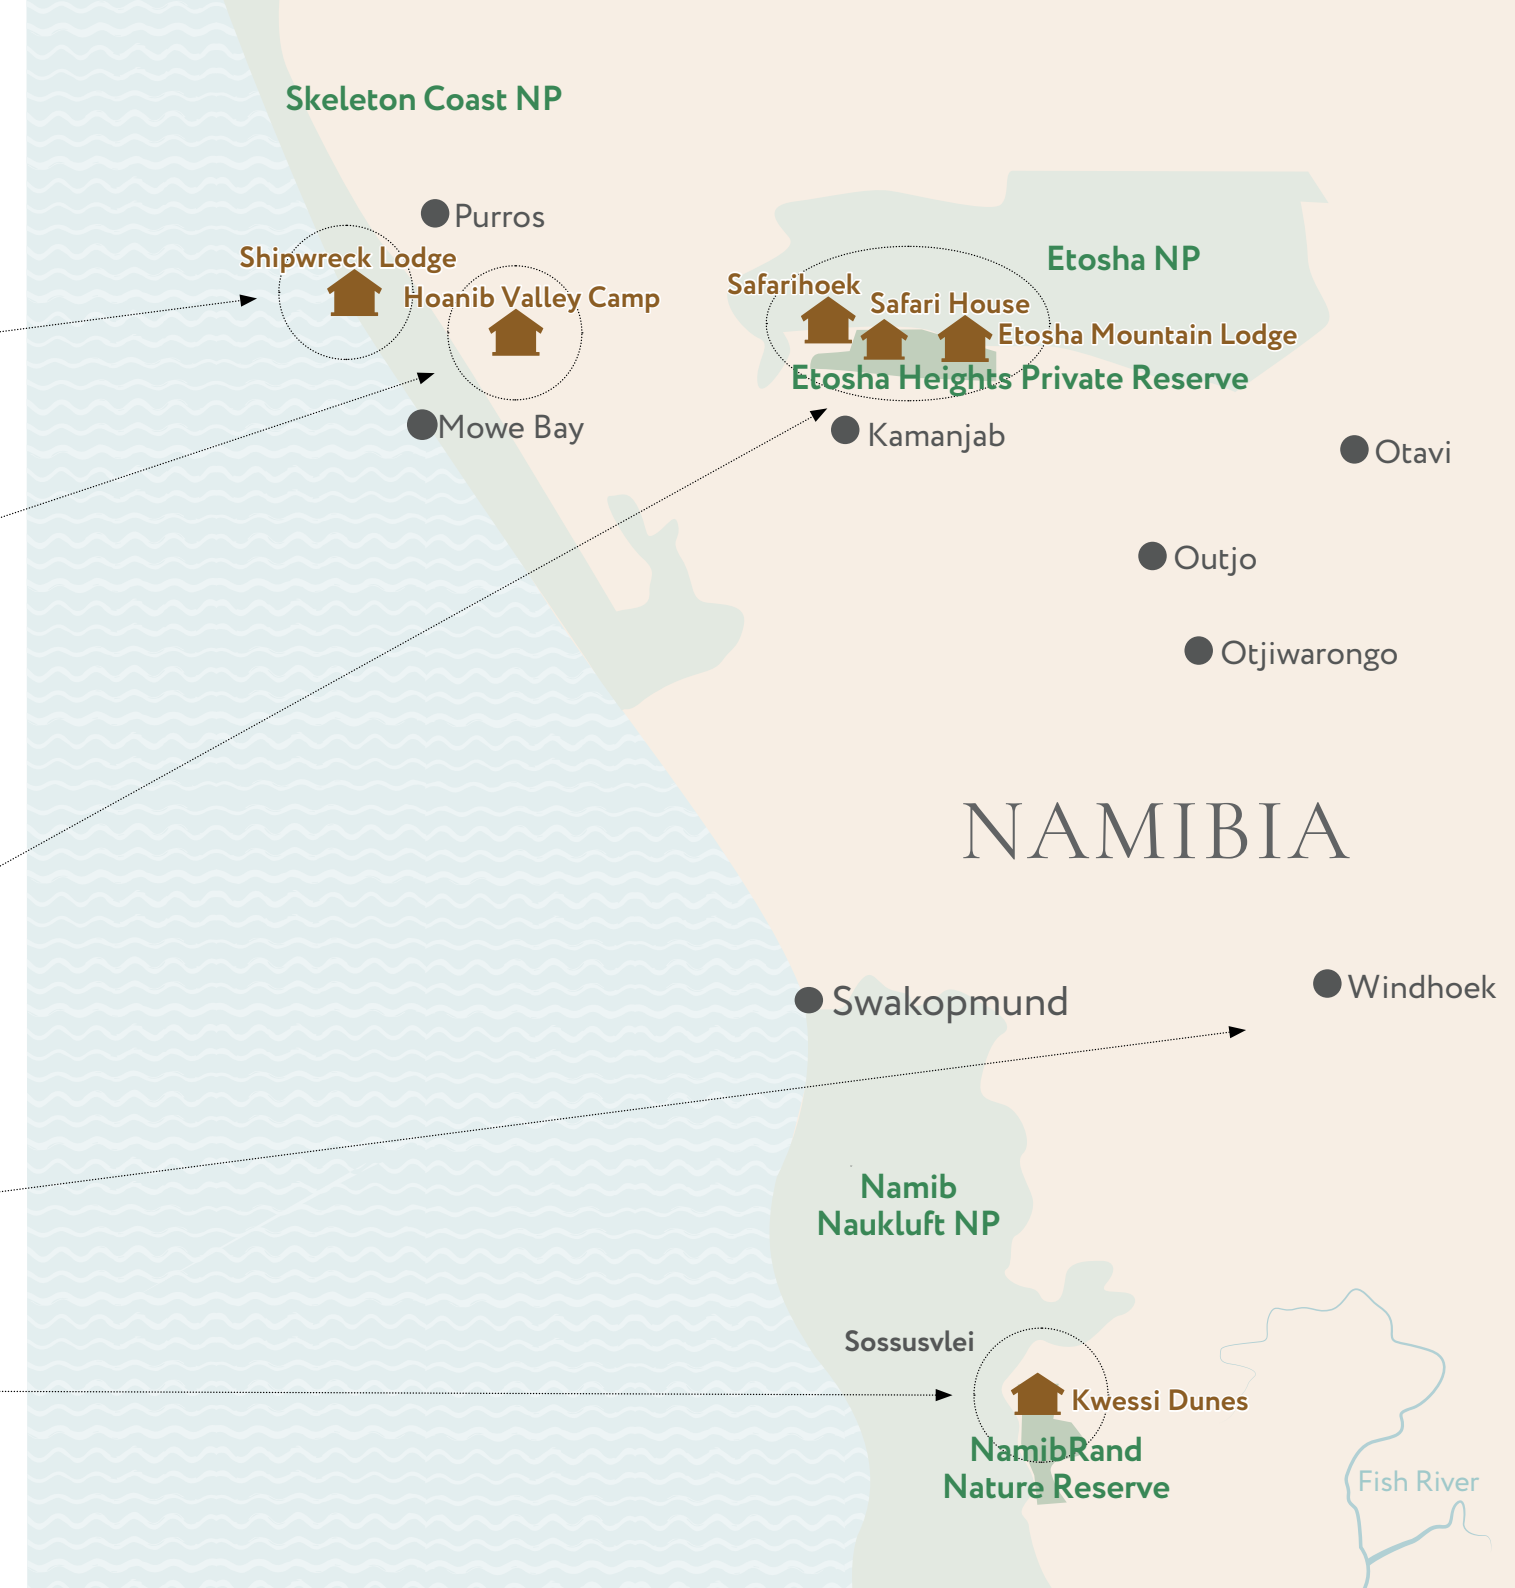 Skeleton Coast NP
Purros
Shipwreck Lodge
Hoanib Valley Camp
Etosha NP
Safarihoek
Safari House
Etosha Mountain Lodge
Etosha Heights Private Reserve
Mowe Bay
Kamanjab
Otavi
Outjo
Otjiwarongo
NAMIBIA
Swakopmund
Windhoek
Namib
Naukluft NP
Sossusvlei
Kwessi Dunes
NamibRand
Nature Reserve
Fish River